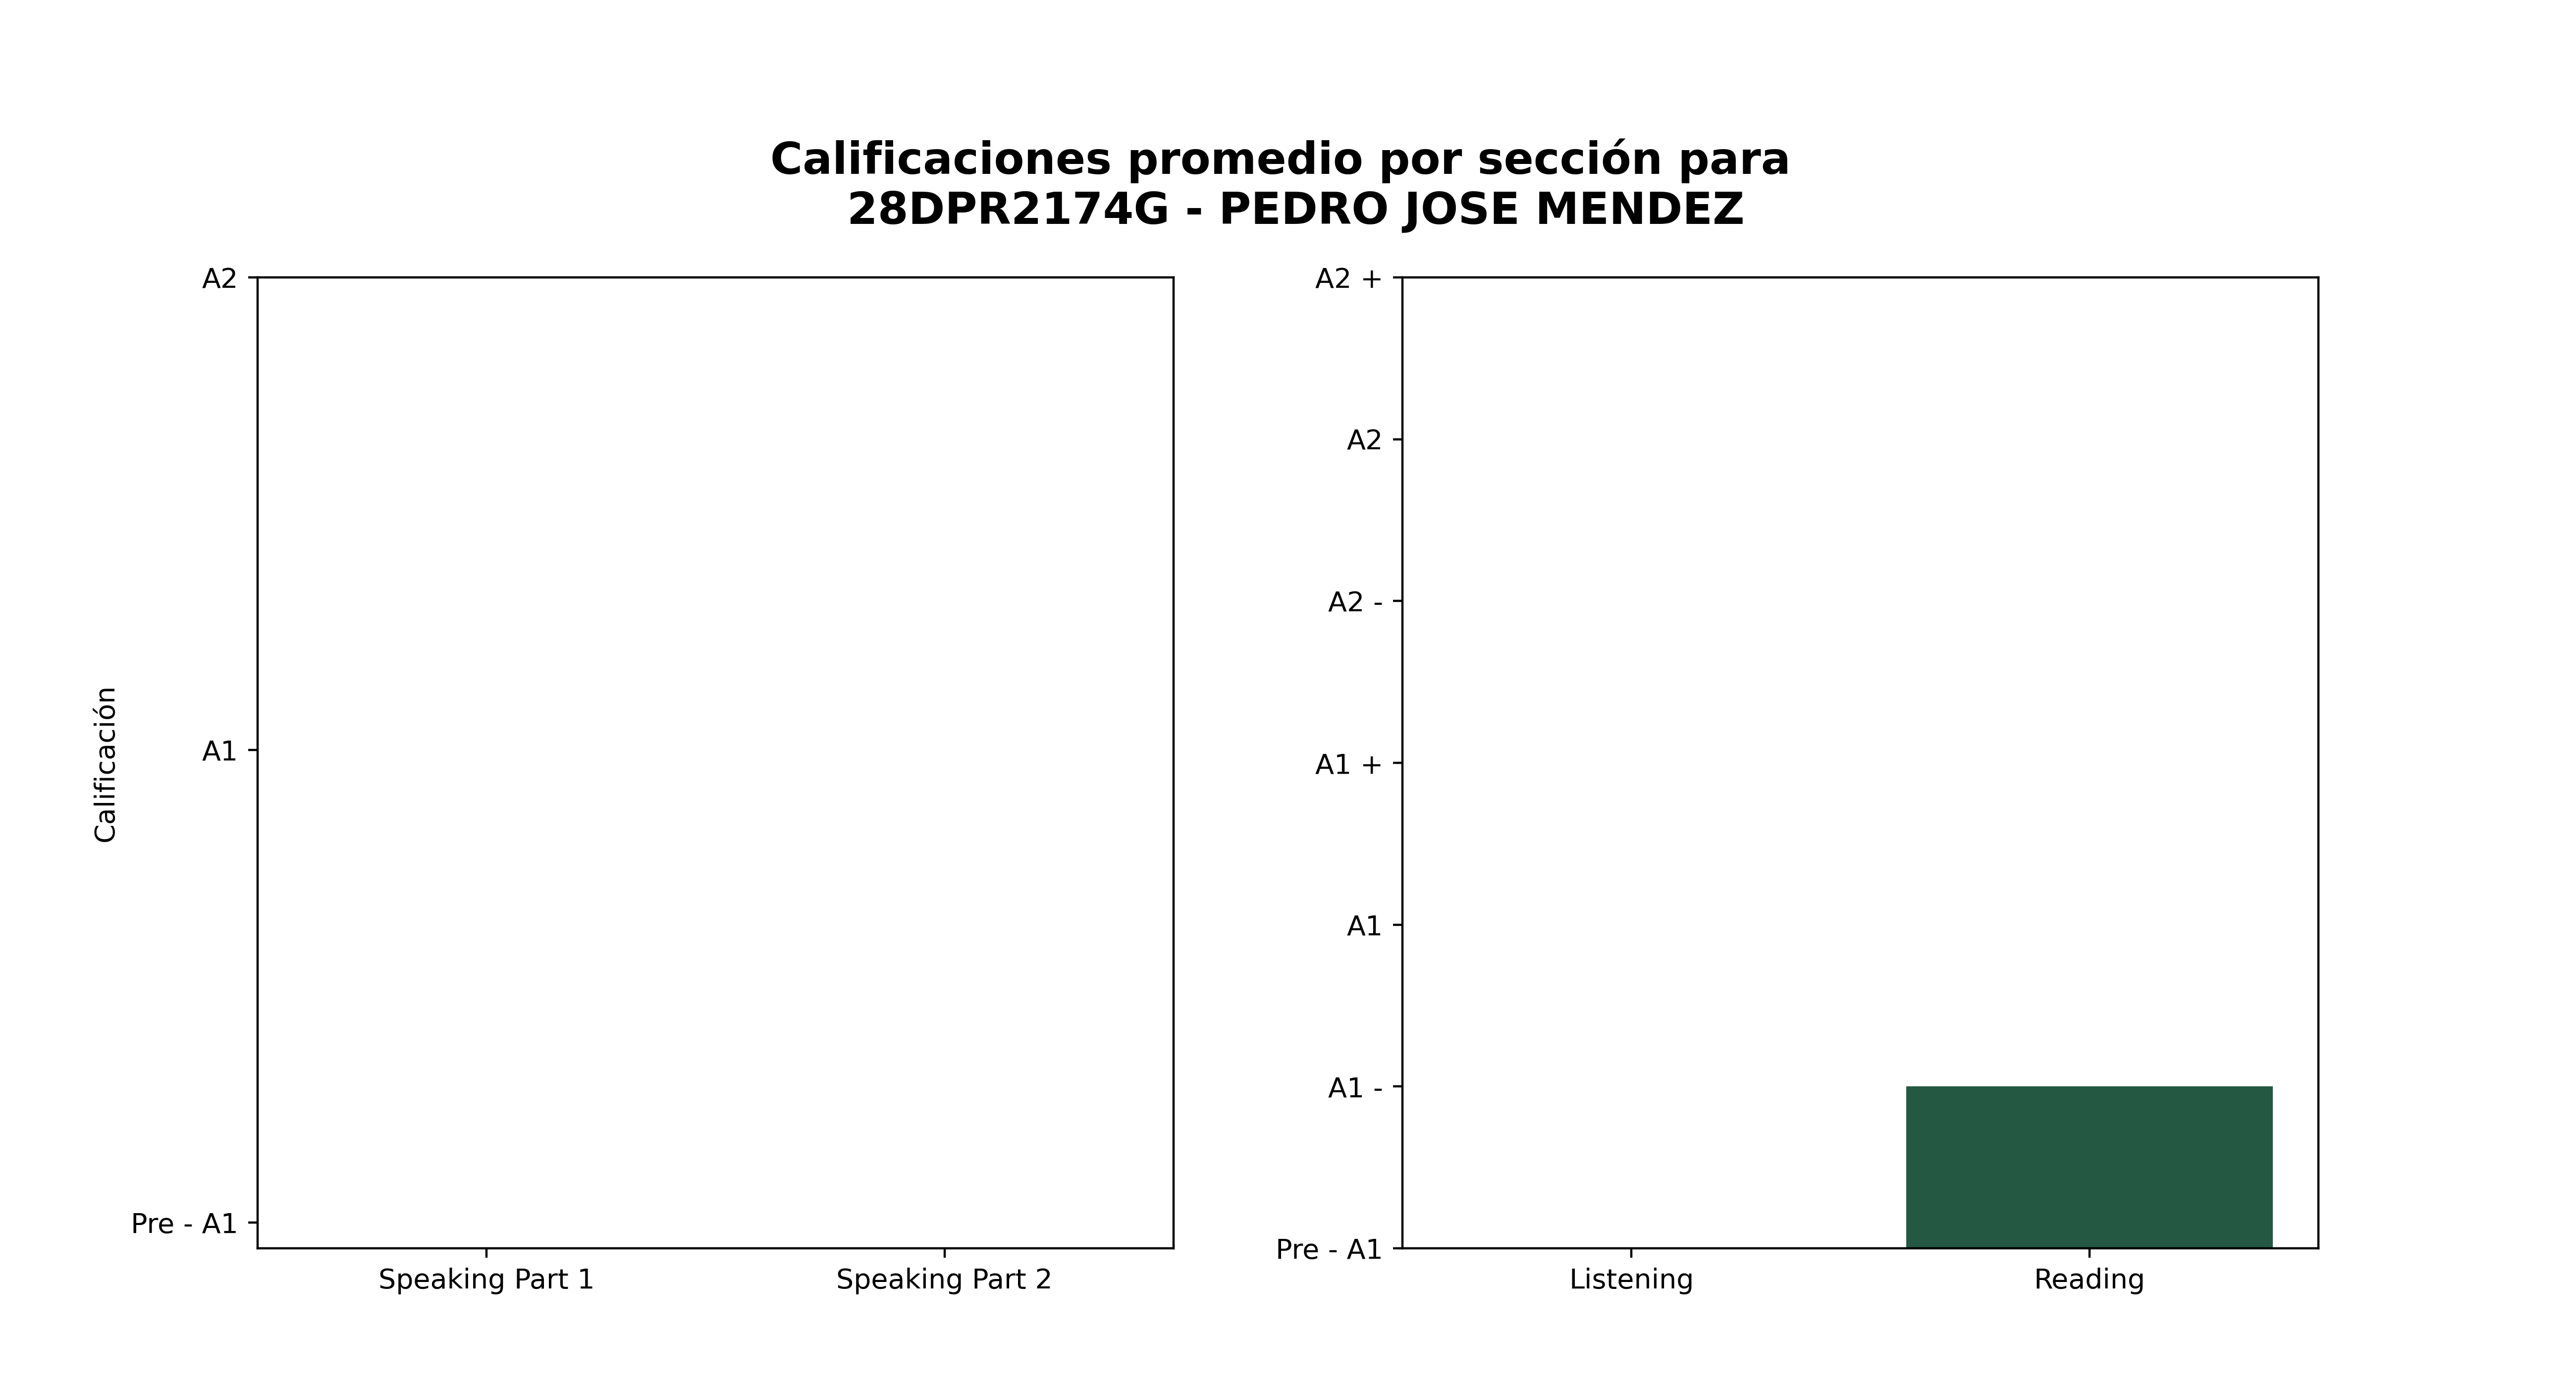 Calificaciones promedio por sección para
28DPR2174G - PEDRO JOSE MENDEZ
Calificación
A2
A1
Pre - A1
Speaking Part 1
Speaking Part 2
A2 +
A2
A2 -
A1 +
A1
A1 -
Pre - A1
Listening
Reading